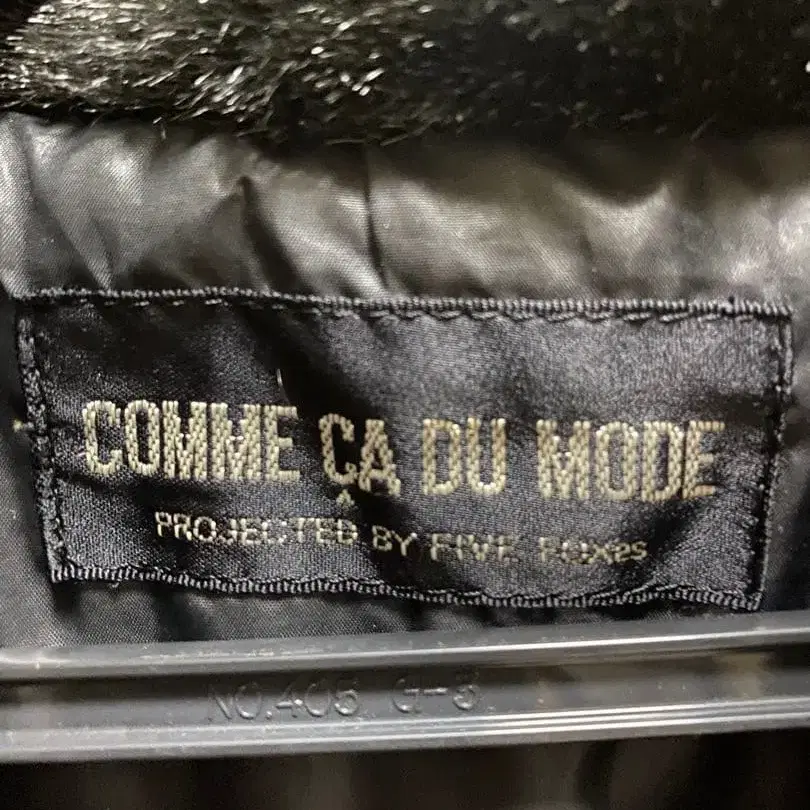 COMME ÇA DU MODE
PROJECTED BY FIVE FOXes
NO.405 G-3